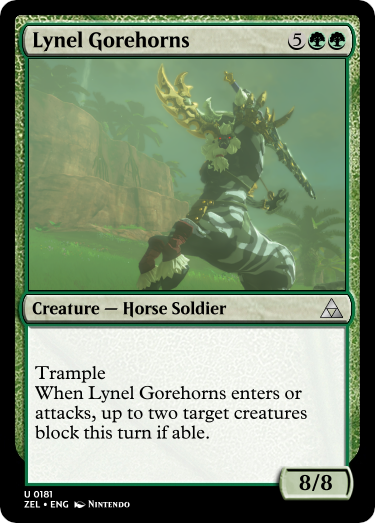 Lynel Gorehorns 5
Creature — Horse Soldier
Trample
When Lynel Gorehorns enters or
attacks, up to two target creatures
block this turn if able.
8/8
U 0181
ZEL • ENG Nintendo